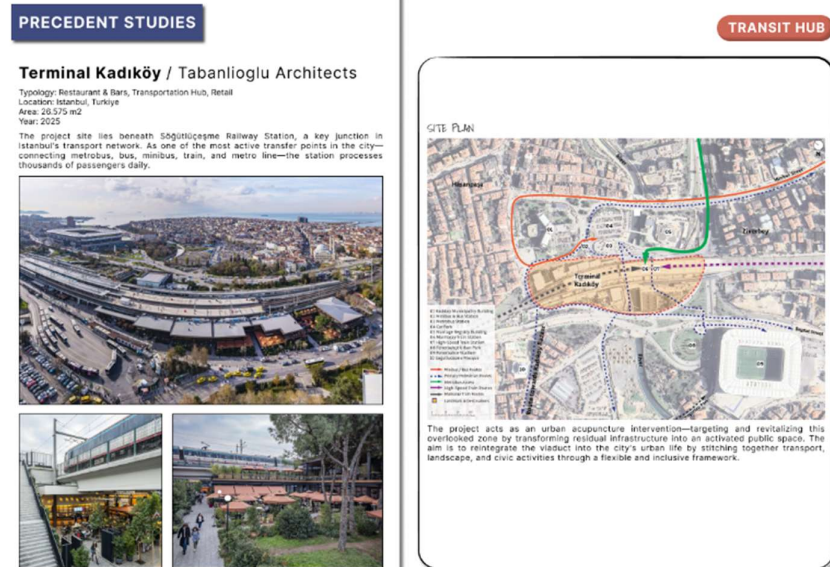 PRECEDENT STUDIES
TRANSIT HUB
Terminal Kadıköy / Tabanlioglu Architects
Typology: Restaurant & Bars, Transportation Hub, Retail
Location: Istanbul, Turkiye
Area: 26.575 m2
Year: 2025
The project site lies beneath Söğütlüçeşme Railway Station, a key junction in
Istanbul's transport network. As one of the most active transfer points in the city—
connecting metrobus, bus, minibus, train, and metro line—the station processes
thousands of passengers daily.
SITE PLAN
Hasanpaşa
Zühtübey
Terminal
Kadıköy
The project acts as an urban acupuncture intervention—targeting and revitalizing this
overlooked zone by transforming residual infrastructure into an activated public space. The
aim is to reintegrate the viaduct into the city's urban life by stitching together transport,
landscape, and civic activities through a flexible and inclusive framework.